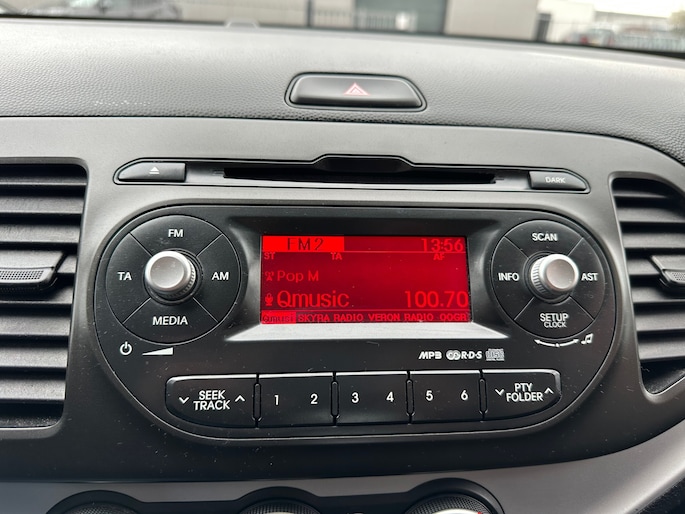 DARK
FM
TA AM
MEDIA
FM2 13:56
ST TA AF
Pop M
Qmusic 100.70
Qmusic SKYRA RADIO VERON RADIO
SCAN
INFO AST
SETUP
CLOCK
MP3 R·D·S
SEEK
TRACK
1 2 3 4 5 6
PTY
FOLDER